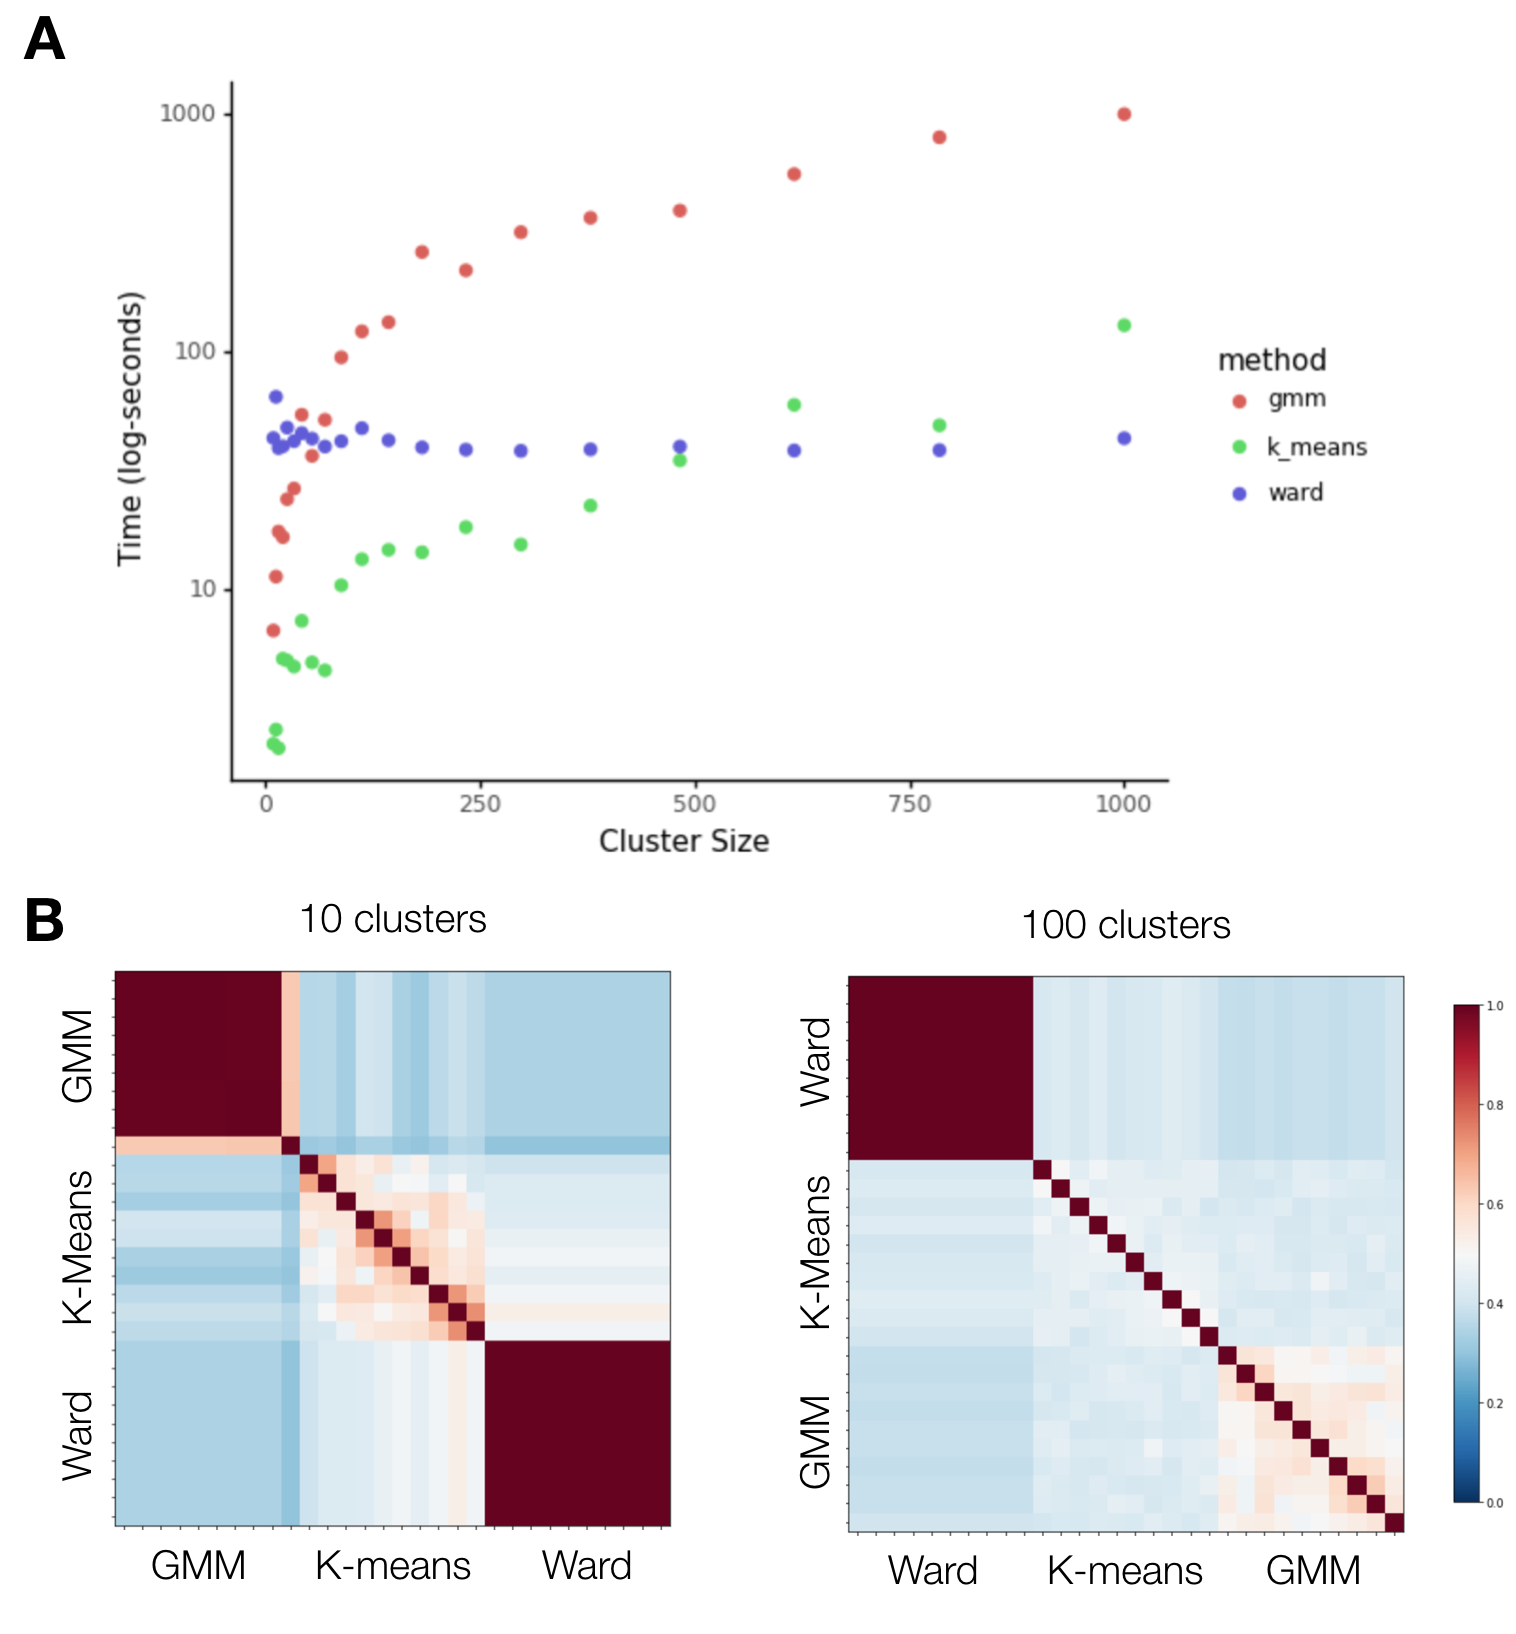 A
1000
100
10
Time (log-seconds)
0 250 500 750 1000
Cluster Size
method
gmm
k_means
ward
B
10 clusters
100 clusters
GMM
K-Means
Ward
GMM K-means Ward
Ward
K-Means
GMM
Ward K-means GMM
1.0
0.8
0.6
0.4
0.2
0.0